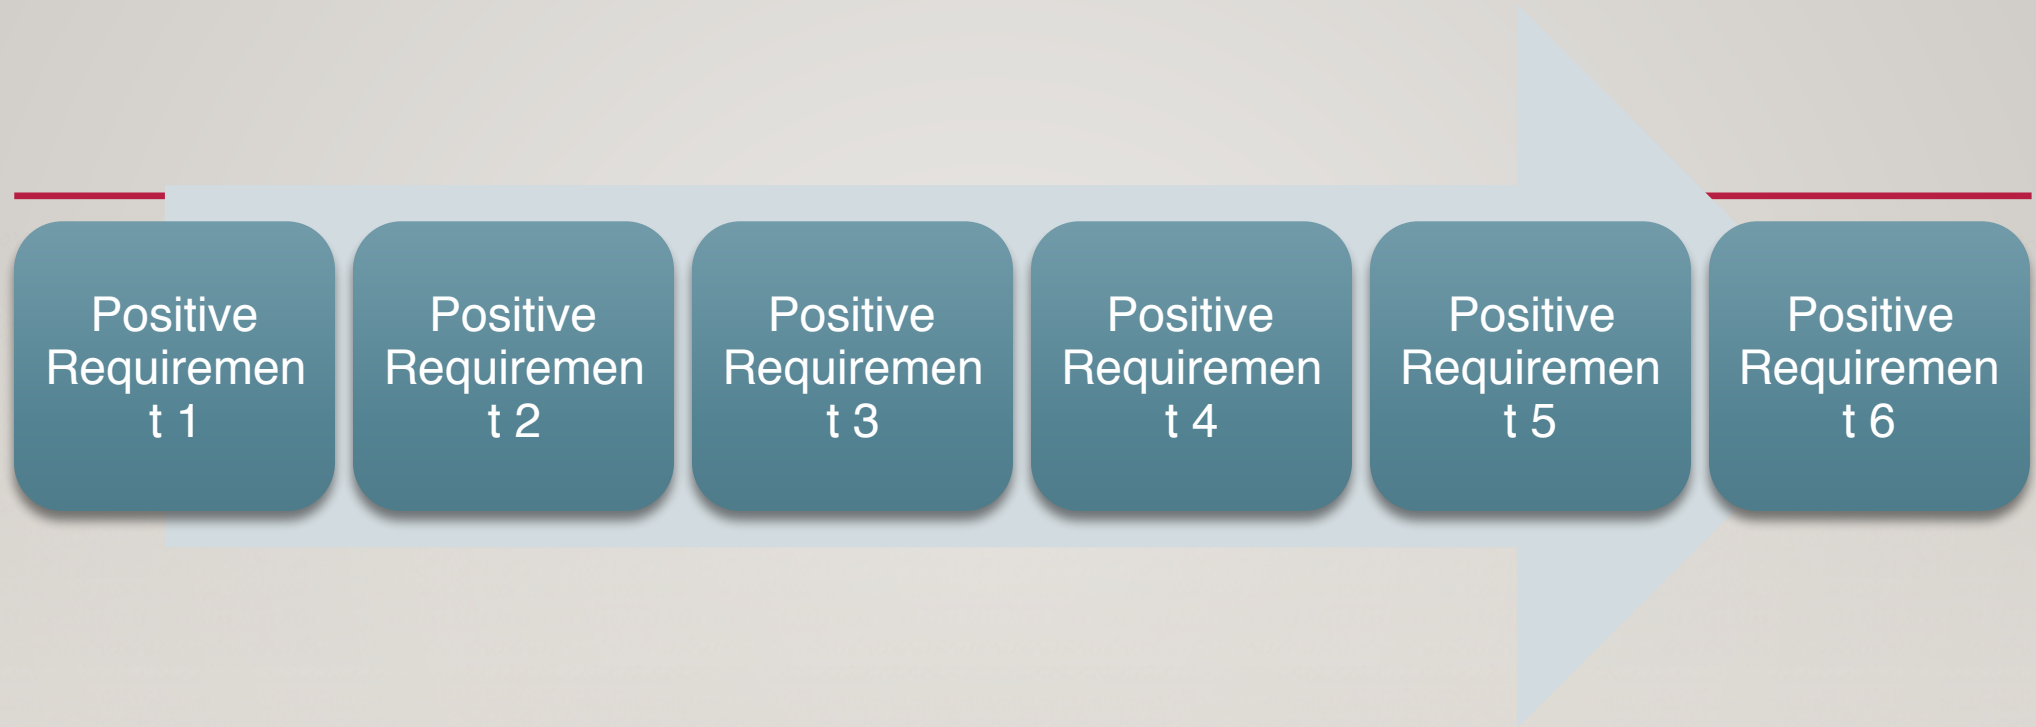 Positive
Requiremen
t 1
Positive
Requiremen
t 2
Positive
Requiremen
t 3
Positive
Requiremen
t 4
Positive
Requiremen
t 5
Positive
Requiremen
t 6